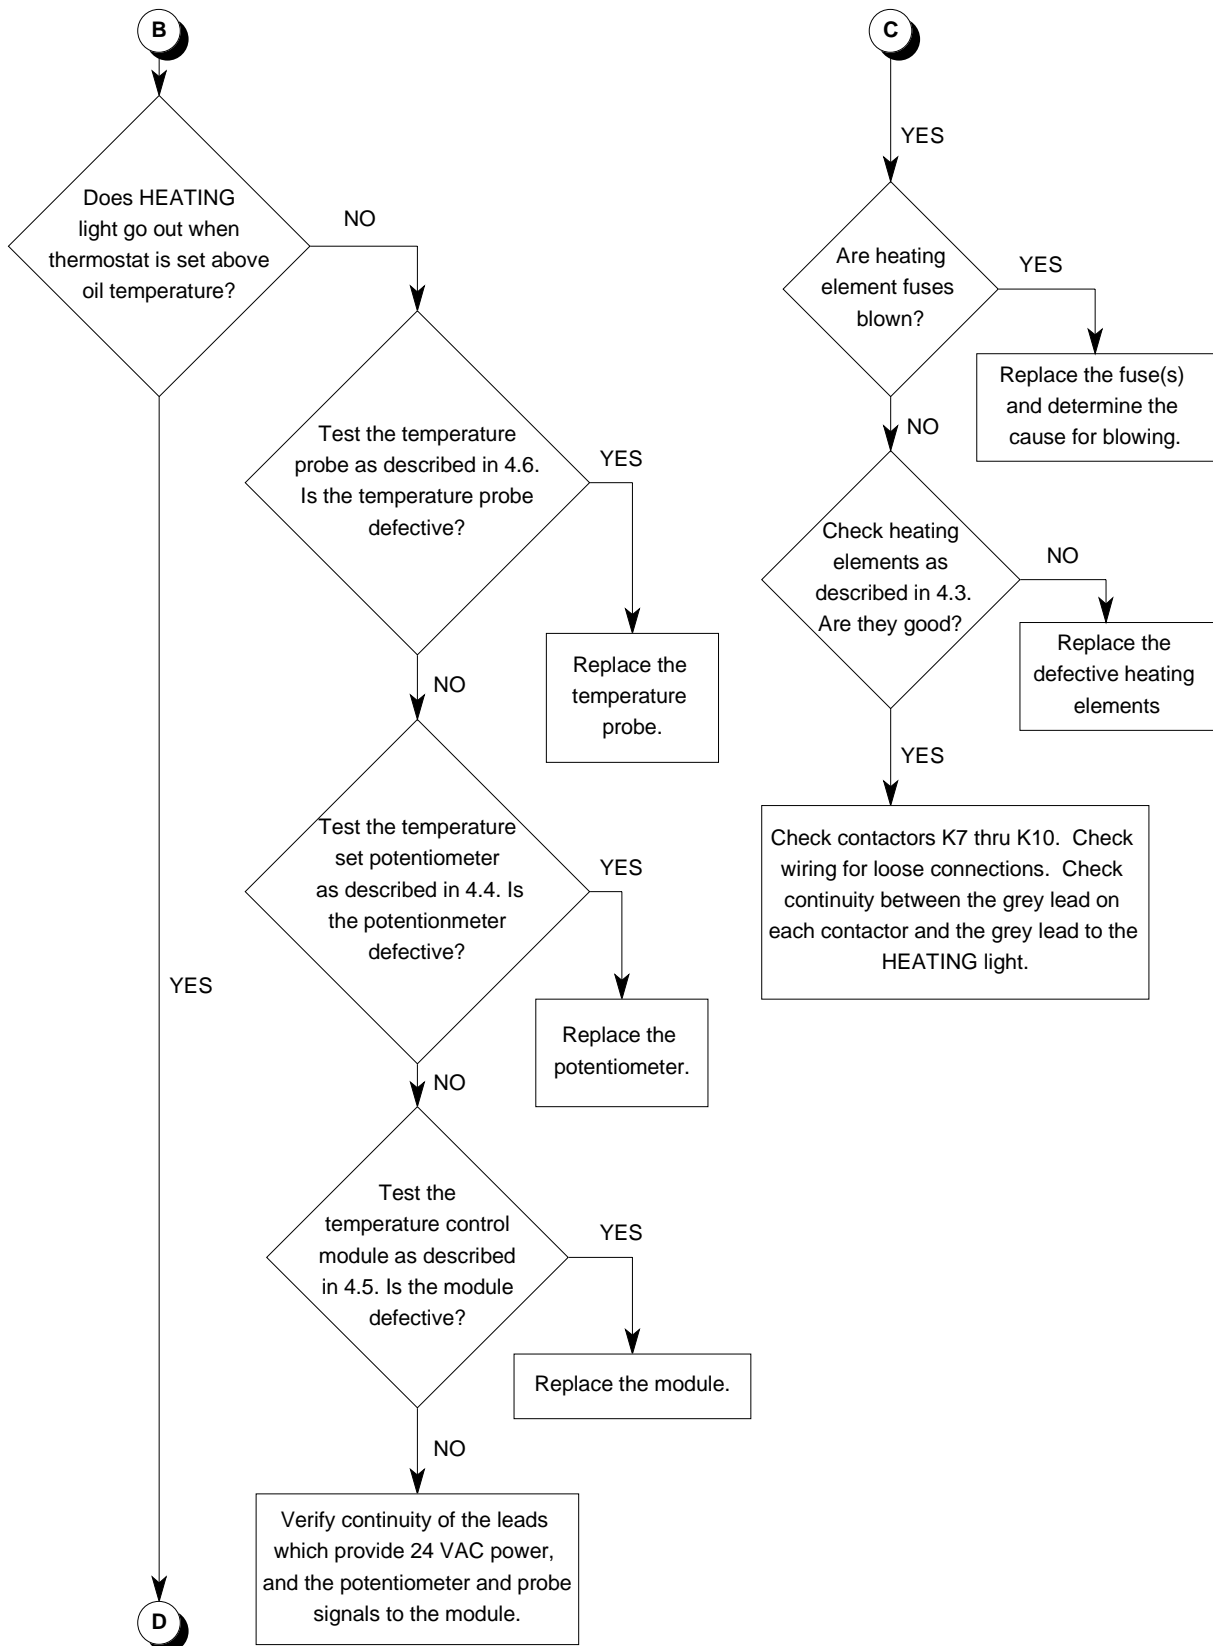 B
Does HEATING
light go out when
thermostat is set above
oil temperature?
NO
Test the temperature
probe as described in 4.6.
Is the temperature probe
defective?
YES
Replace the
temperature
probe.
NO
Test the temperature
set potentiometer
as described in 4.4. Is
the potentionmeter
defective?
YES
Replace the
potentiometer.
NO
Test the
temperature control
module as described
in 4.5. Is the module
defective?
YES
Replace the module.
NO
Verify continuity of the leads
which provide 24 VAC power,
and the potentiometer and probe
signals to the module.
YES
D
C
YES
Are heating
element fuses
blown?
YES
Replace the fuse(s)
and determine the
cause for blowing.
NO
Check heating
elements as
described in 4.3.
Are they good?
NO
Replace the
defective heating
elements
YES
Check contactors K7 thru K10. Check
wiring for loose connections. Check
continuity between the grey lead on
each contactor and the grey lead to the
HEATING light.